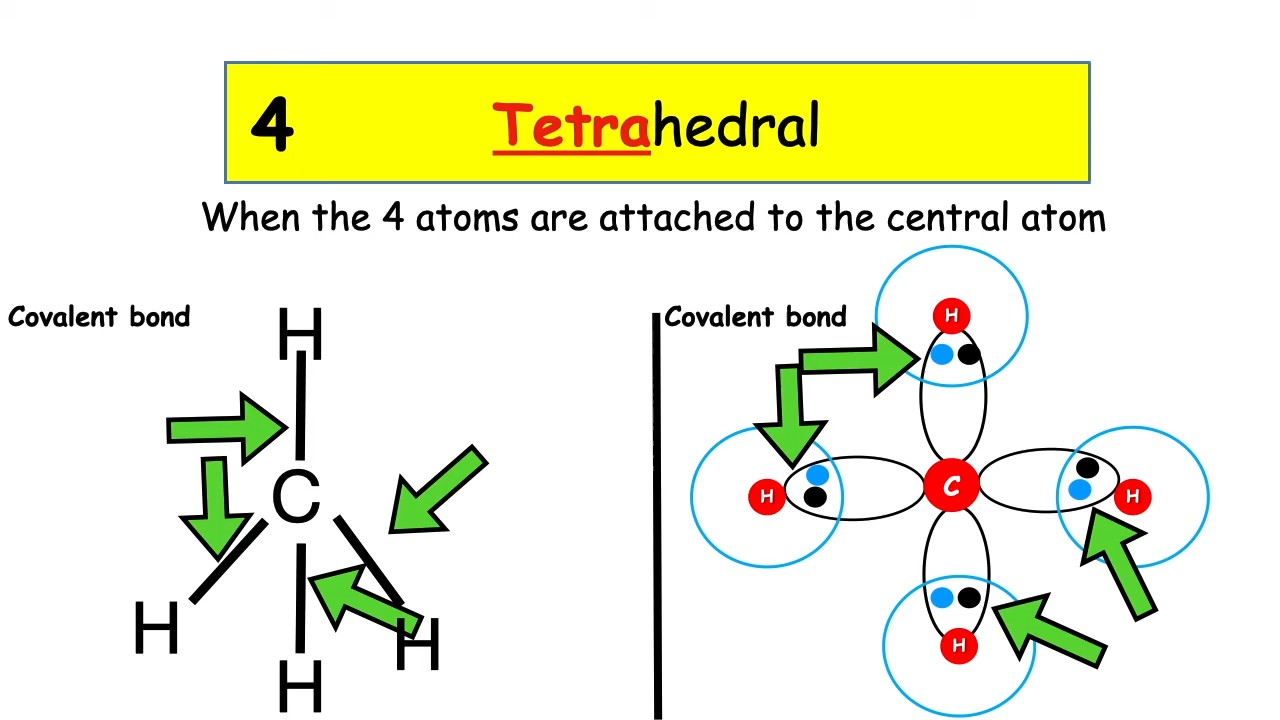 4 Tetrahedral
When the 4 atoms are attached to the central atom
Covalent bond
H
C
H
H
H
Covalent bond
H
H
C
H
H